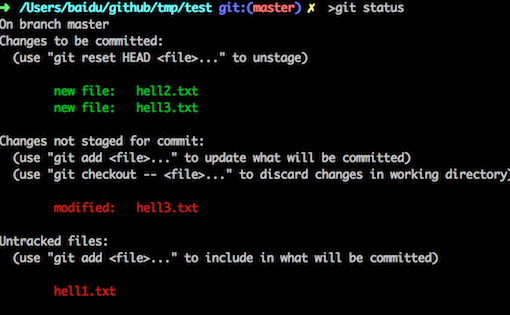 ➜ /Users/baidu/github/tmp/test git:(master) ✗ >git status
On branch master
Changes to be committed:
  (use "git reset HEAD <file>..." to unstage)
        new file:   hell2.txt
        new file:   hell3.txt
Changes not staged for commit:
  (use "git add <file>..." to update what will be committed)
  (use "git checkout -- <file>..." to discard changes in working directory)
        modified:   hell3.txt
Untracked files:
  (use "git add <file>..." to include in what will be committed)
        hell1.txt